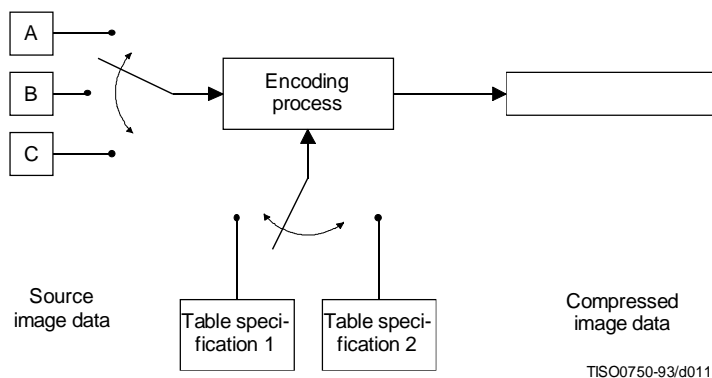 A
B
C
Encoding
process
Source
image data
Table speci-
fication 1
Table speci-
fication 2
Compressed
image data
TISO0750-93/d011